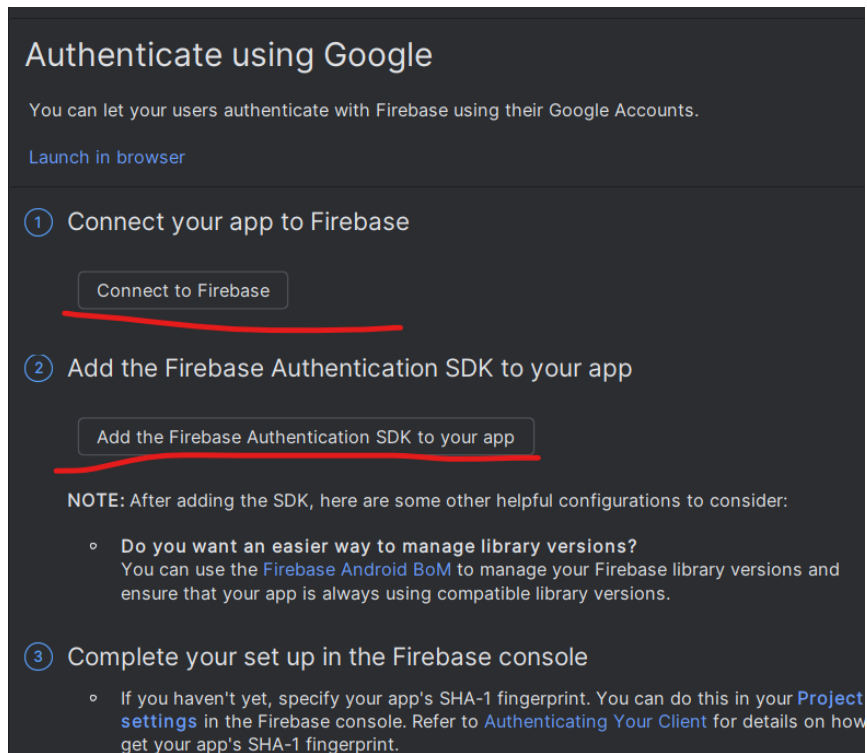 Authenticate using Google
You can let your users authenticate with Firebase using their Google Accounts.
Launch in browser
1 Connect your app to Firebase
Connect to Firebase
2 Add the Firebase Authentication SDK to your app
Add the Firebase Authentication SDK to your app
NOTE: After adding the SDK, here are some other helpful configurations to consider:
Do you want an easier way to manage library versions?
You can use the Firebase Android BoM to manage your Firebase library versions and
ensure that your app is always using compatible library versions.
3 Complete your set up in the Firebase console
If you haven't yet, specify your app's SHA-1 fingerprint. You can do this in your Project
settings in the Firebase console. Refer to Authenticating Your Client for details on how
get your app's SHA-1 fingerprint.